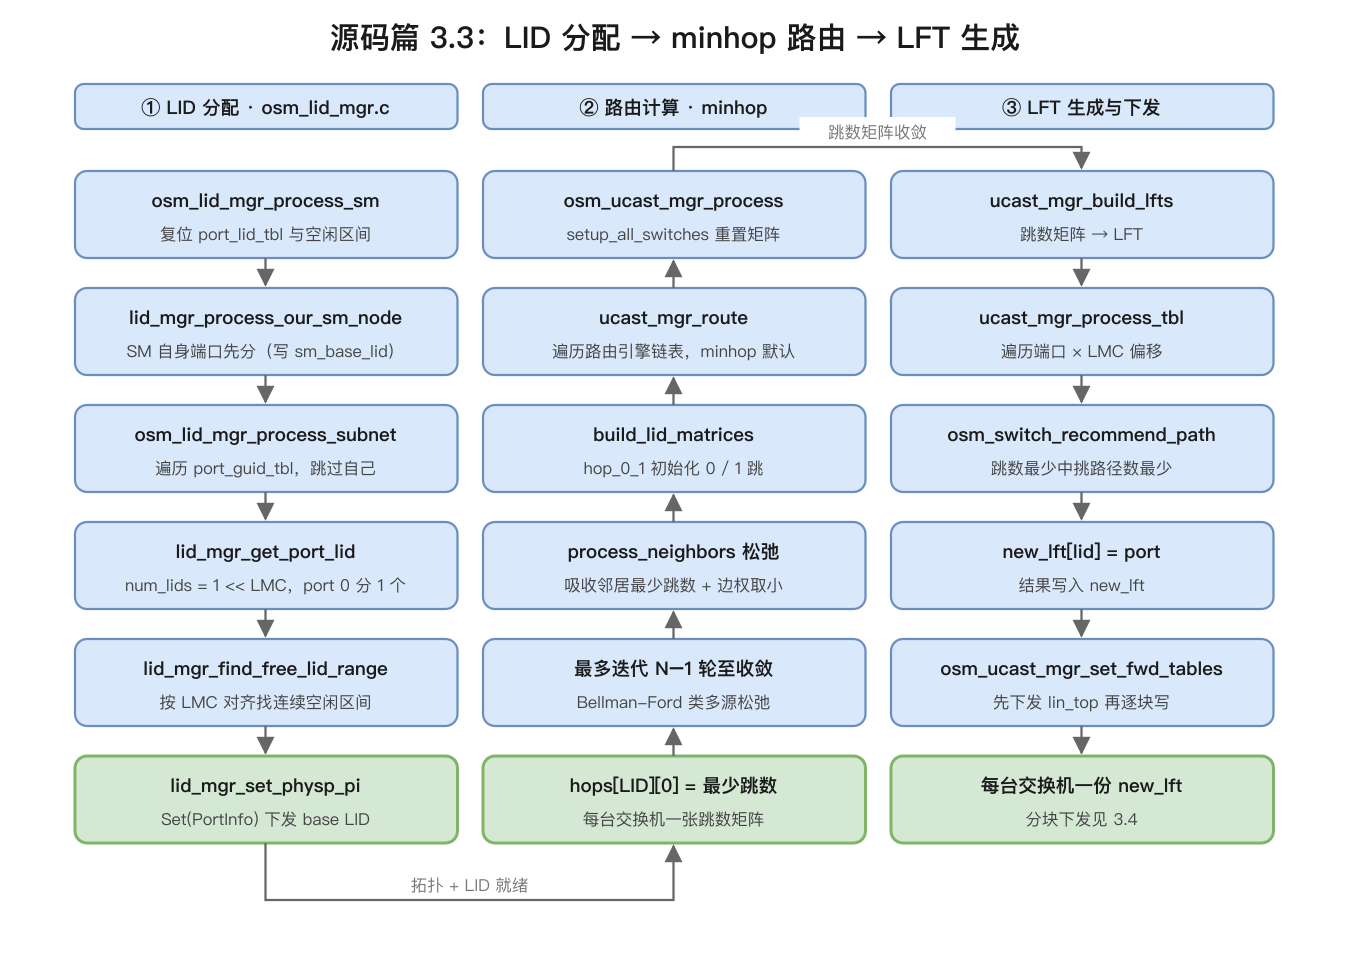 源码篇 3.3：LID 分配 → minhop 路由 → LFT 生成
① LID 分配 · osm_lid_mgr.c
osm_lid_mgr_process_sm
复位 port_lid_tbl 与空闲区间
lid_mgr_process_our_sm_node
SM 自身端口先分（写 sm_base_lid）
osm_lid_mgr_process_subnet
遍历 port_guid_tbl，跳过自己
lid_mgr_get_port_lid
num_lids = 1 << LMC，port 0 分 1 个
lid_mgr_find_free_lid_range
按 LMC 对齐找连续空闲区间
lid_mgr_set_physp_pi
Set(PortInfo) 下发 base LID
拓扑 + LID 就绪
② 路由计算 · minhop
跳数矩阵收敛
osm_ucast_mgr_process
setup_all_switches 重置矩阵
ucast_mgr_route
遍历路由引擎链表，minhop 默认
build_lid_matrices
hop_0_1 初始化 0 / 1 跳
process_neighbors 松弛
吸收邻居最少跳数 + 边权取小
最多迭代 N−1 轮至收敛
Bellman–Ford 类多源松弛
hops[LID][0] = 最少跳数
每台交换机一张跳数矩阵
③ LFT 生成与下发
ucast_mgr_build_lfts
跳数矩阵 → LFT
ucast_mgr_process_tbl
遍历端口 × LMC 偏移
osm_switch_recommend_path
跳数最少中挑路径数最少
new_lft[lid] = port
结果写入 new_lft
osm_ucast_mgr_set_fwd_tables
先下发 lin_top 再逐块写
每台交换机一份 new_lft
分块下发见 3.4